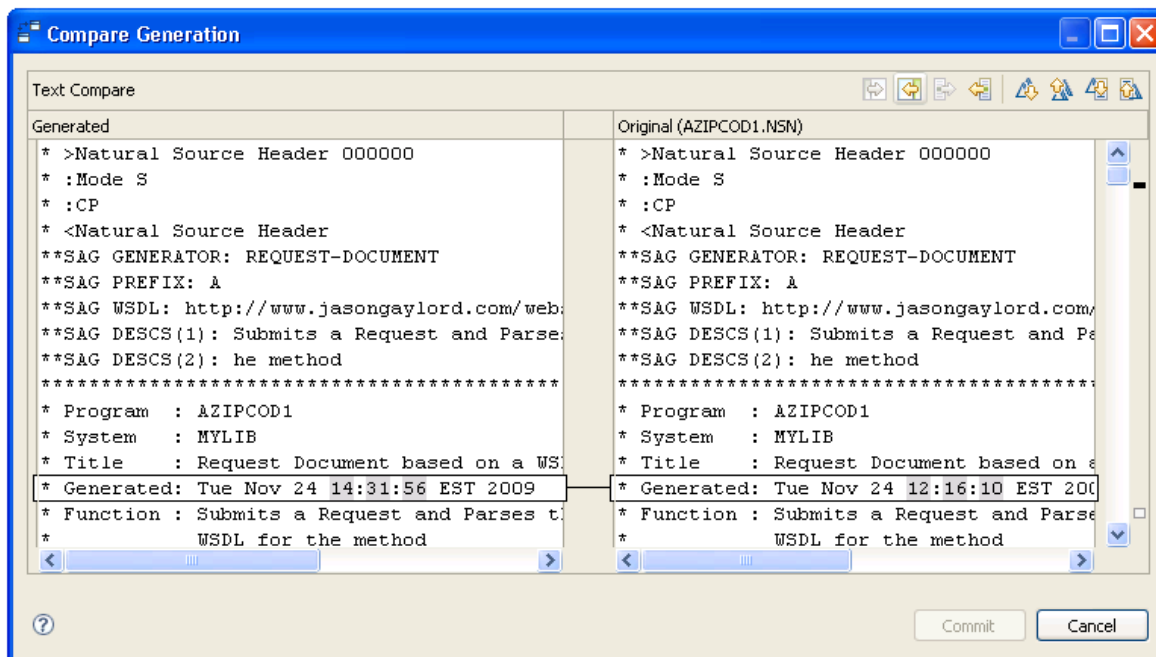 Compare Generation
Text Compare
Generated
Original (AZIPCOD1.NSN)
* >Natural Source Header 000000
* :Mode S
* :CP
* <Natural Source Header
**SAG GENERATOR: REQUEST-DOCUMENT
**SAG PREFIX: A
**SAG WSDL: http://www.jasongaylord.com/web
**SAG DESCS(1): Submits a Request and Parse
**SAG DESCS(2): he method
*******************************************
* Program  : AZIPCOD1
* System   : MYLIB
* Title    : Request Document based on a WS
* Generated: Tue Nov 24 14:31:56 EST 2009
* Function : Submits a Request and Parses t
*            WSDL for the method
* >Natural Source Header 000000
* :Mode S
* :CP
* <Natural Source Header
**SAG GENERATOR: REQUEST-DOCUMENT
**SAG PREFIX: A
**SAG WSDL: http://www.jasongaylord.com/
**SAG DESCS(1): Submits a Request and Pa
**SAG DESCS(2): he method
****************************************
* Program  : AZIPCOD1
* System   : MYLIB
* Title    : Request Document based on a
* Generated: Tue Nov 24 12:16:10 EST 200
* Function : Submits a Request and Parse
*            WSDL for the method
Commit
Cancel